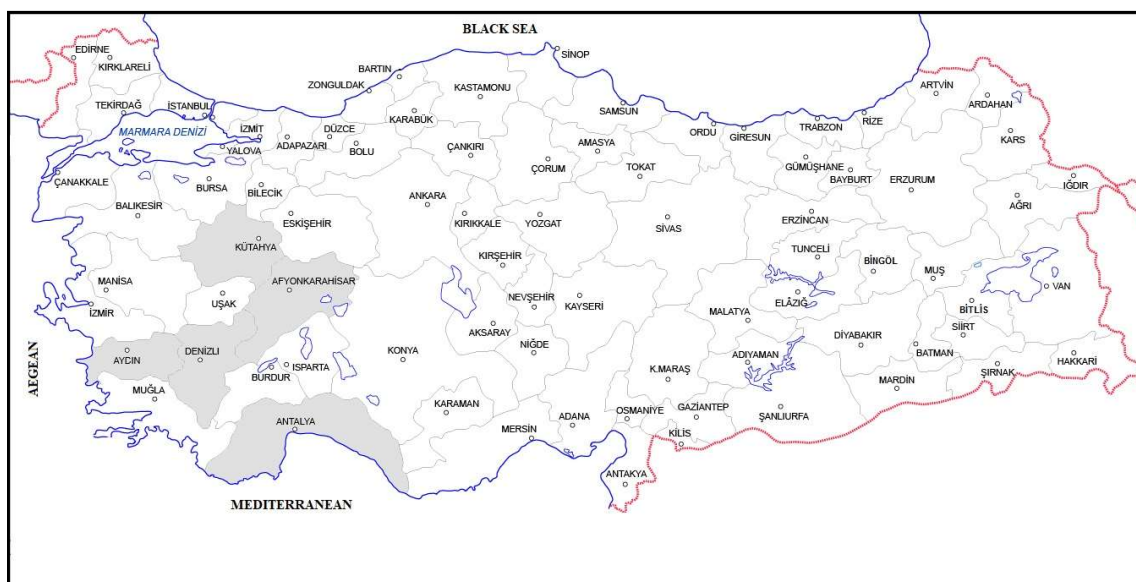 BLACK SEA
SİNOP
EDİRNE
KIRKLARELİ
BARTIN
ZONGULDAK
KASTAMONU
ARTVİN
ARDAHAN
TEKİRDAĞ
İSTANBUL
SAMSUN
KARABÜK
ORDU
GİRESUN
TRABZON
RİZE
MARMARA DENİZİ
İZMİT
ADAPAZARI
DÜZCE
BOLU
YALOVA
ÇANKIRI
AMASYA
ÇORUM
TOKAT
KARS
GÜMÜŞHANE
BAYBURT
ERZURUM
IĞDIR
ÇANAKKALE
BURSA
BİLECİK
ANKARA
AĞRI
BALIKESİR
ESKİŞEHİR
KIRIKKALE
YOZGAT
SİVAS
ERZİNCAN
KÜTAHYA
TUNCELİ
KIRŞEHİR
BİNGÖL
MUŞ
MANİSA
AFYONKARAHİSAR
UŞAK
NEVŞEHİR
KAYSERİ
ELÂZIĞ
VAN
BİTLİS
İZMİR
AKSARAY
MALATYA
SİİRT
DİYABAKIR
NİĞDE
BATMAN
AYDIN
DENİZLİ
KONYA
ADIYAMAN
HAKKARİ
BURDUR
ISPARTA
K.MARAŞ
ŞIRNAK
MARDİN
AEGEAN
MUĞLA
KARAMAN
OSMANİYE
GAZİANTEP
ŞANLIURFA
ANTALYA
MERSİN
ADANA
KİLİS
ANTAKYA
MEDITERRANEAN